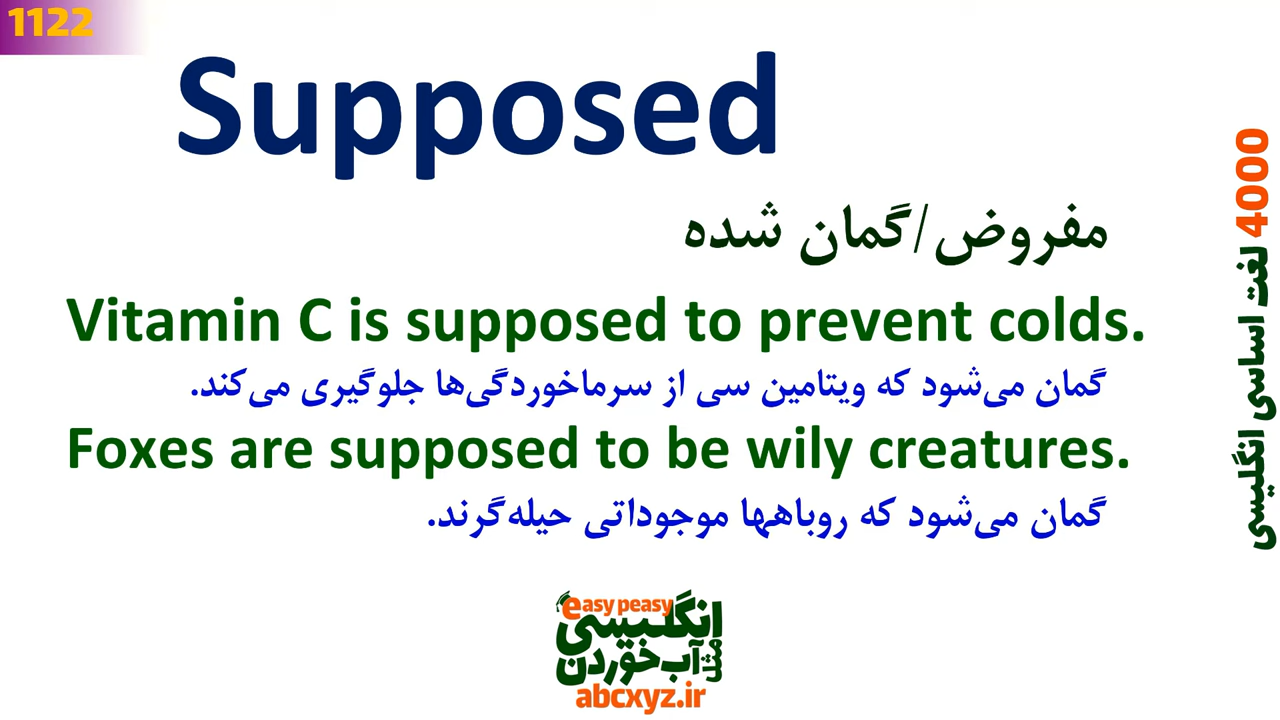 1122
Supposed
مفروض/گمان شده
Vitamin C is supposed to prevent colds.
گمان می‌شود که ویتامین سی از سرماخوردگی‌ها جلوگیری می‌کند.
Foxes are supposed to be wily creatures.
گمان می‌شود که روباهها موجوداتی حیله‌گرند.
4000 لغت اساسی انگلیسی
easy peasy
انگلیسی
مثل آب خوردن
abcxyz.ir